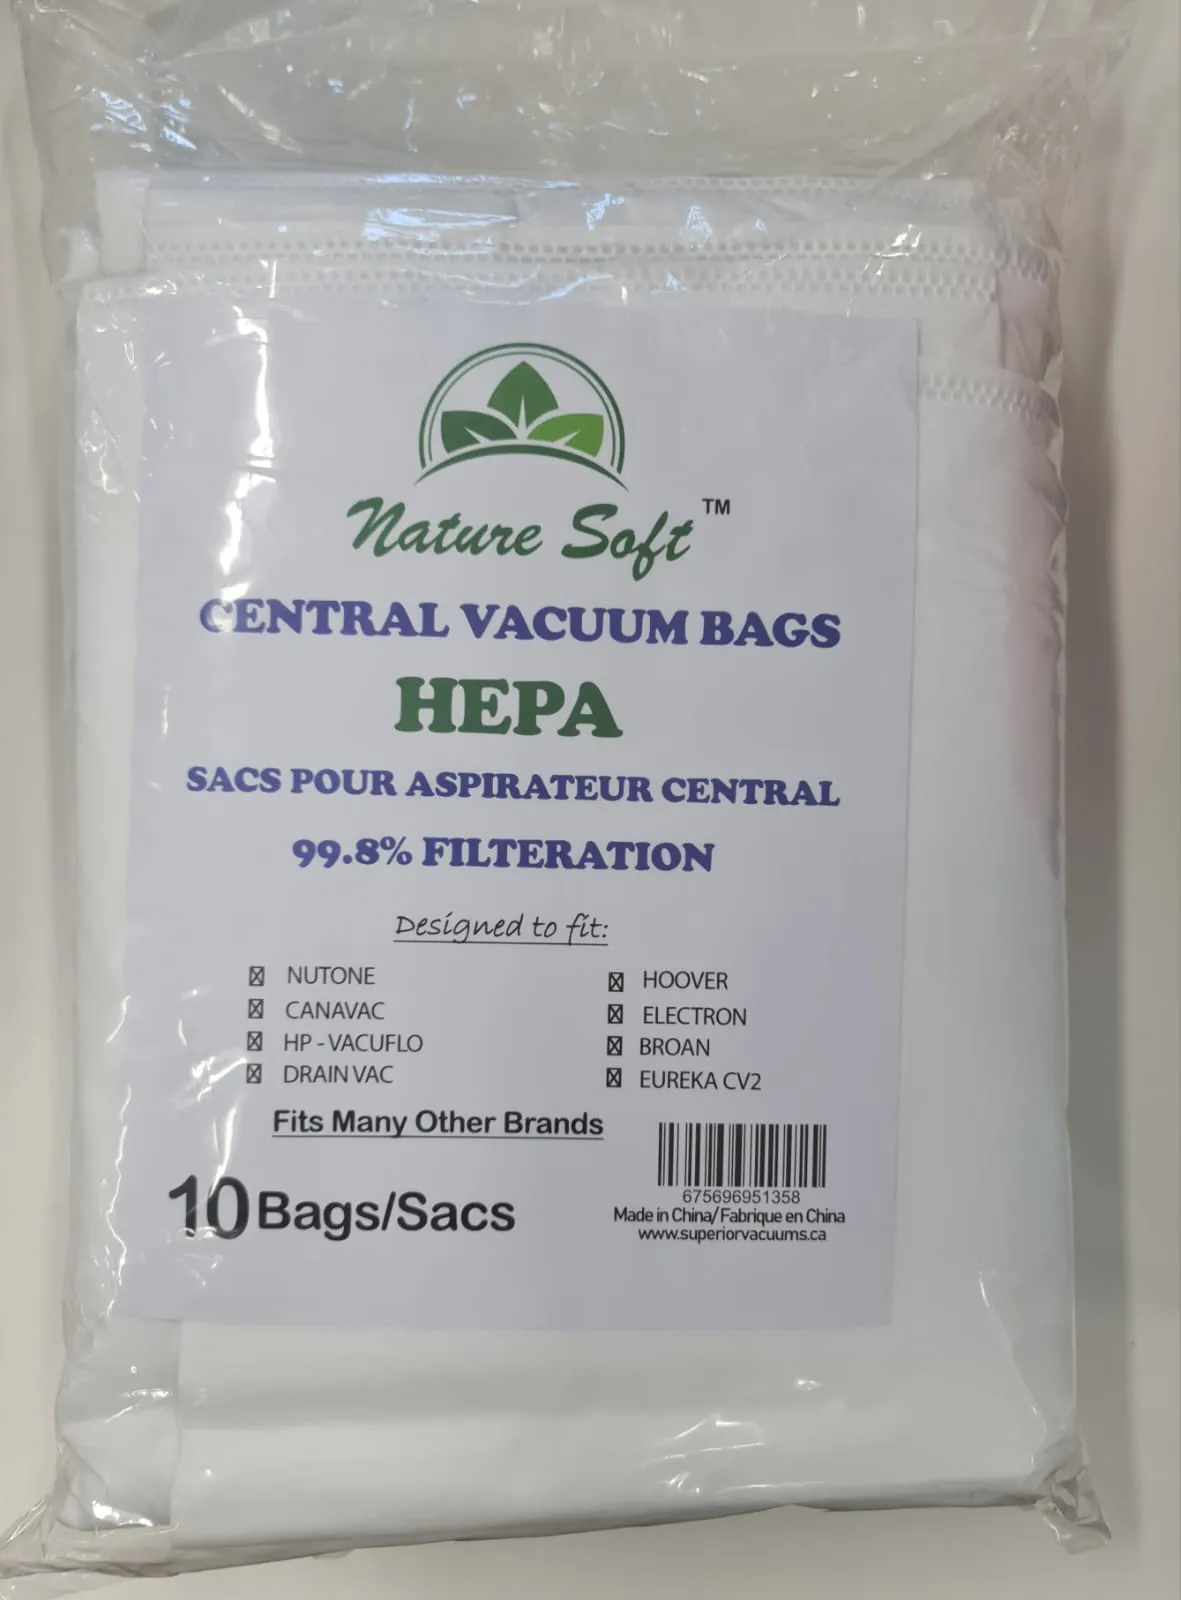 Nature Soft™
CENTRAL VACUUM BAGS
HEPA
SACS POUR ASPIRATEUR CENTRAL
99.8% FILTERATION
Designed to fit:
☒ NUTONE
☒ CANAVAC
☒ HP - VACUFLO
☒ DRAIN VAC
☒ HOOVER
☒ ELECTRON
☒ BROAN
☒ EUREKA CV2
Fits Many Other Brands
10 Bags/Sacs
675696951358
Made in China/ Fabrique en China
www.superiorvacuums.ca